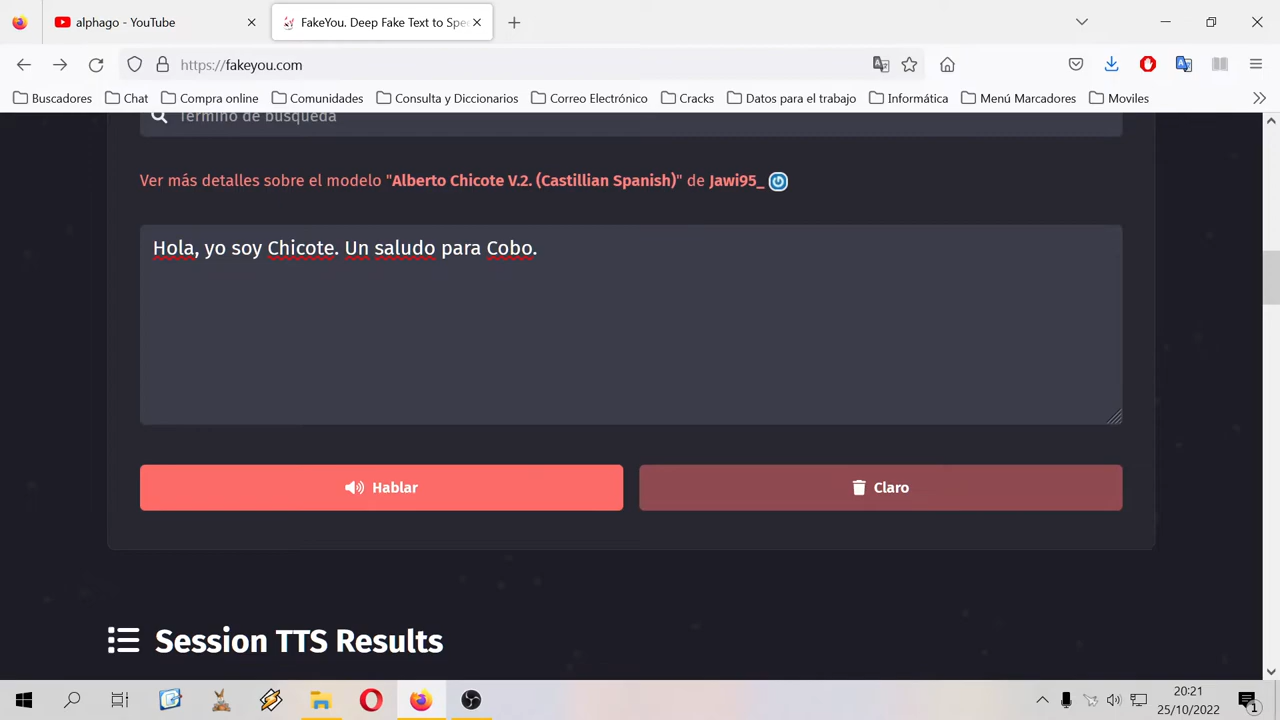 alphago - YouTube
FakeYou. Deep Fake Text to Spee
https://fakeyou.com
Buscadores
Chat
Compra online
Comunidades
Consulta y Diccionarios
Correo Electrónico
Cracks
Datos para el trabajo
Informática
Menú Marcadores
Moviles
Término de búsqueda
Ver más detalles sobre el modelo "Alberto Chicote V.2. (Castillian Spanish)" de Jawi95_
Hola, yo soy Chicote. Un saludo para Cobo.
Hablar
Claro
Session TTS Results
20:21
25/10/2022
1